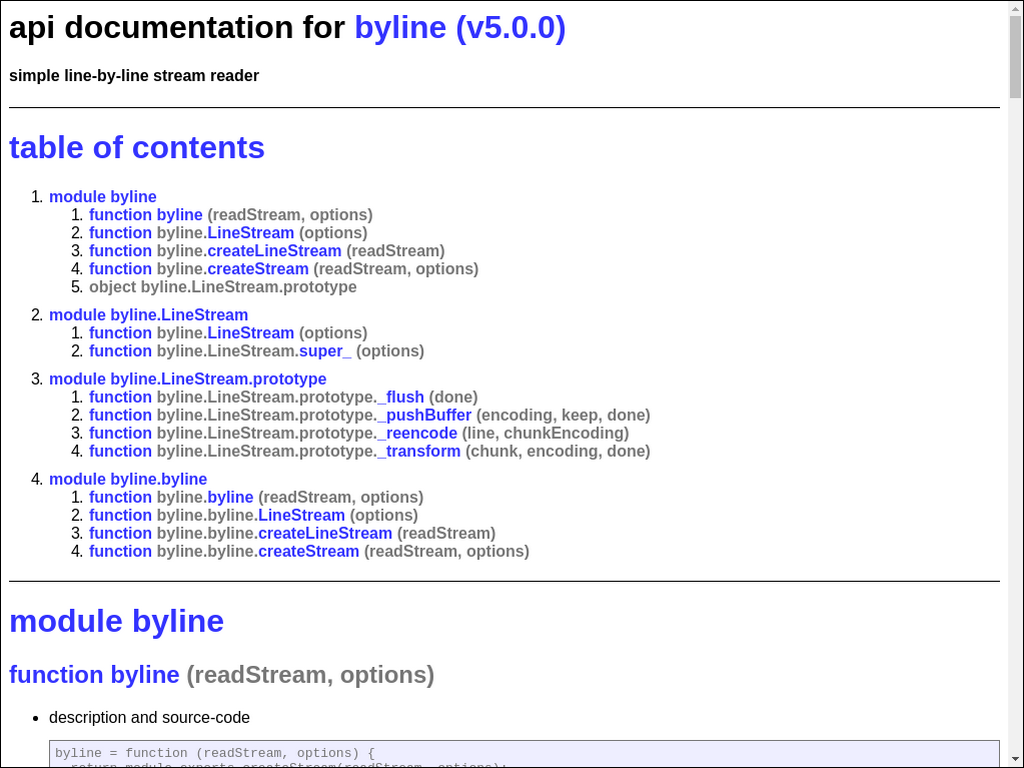 api documentation for byline (v5.0.0)
simple line-by-line stream reader
table of contents
1. module byline
1. function byline (readStream, options)
2. function byline.LineStream (options)
3. function byline.createLineStream (readStream)
4. function byline.createStream (readStream, options)
5. object byline.LineStream.prototype
2. module byline.LineStream
1. function byline.LineStream (options)
2. function byline.LineStream.super_ (options)
3. module byline.LineStream.prototype
1. function byline.LineStream.prototype._flush (done)
2. function byline.LineStream.prototype._pushBuffer (encoding, keep, done)
3. function byline.LineStream.prototype._reencode (line, chunkEncoding)
4. function byline.LineStream.prototype._transform (chunk, encoding, done)
4. module byline.byline
1. function byline.byline (readStream, options)
2. function byline.byline.LineStream (options)
3. function byline.byline.createLineStream (readStream)
4. function byline.byline.createStream (readStream, options)
module byline
function byline (readStream, options)
• description and source-code
byline = function (readStream, options) {
return module.exports.createStream(readStream, options);